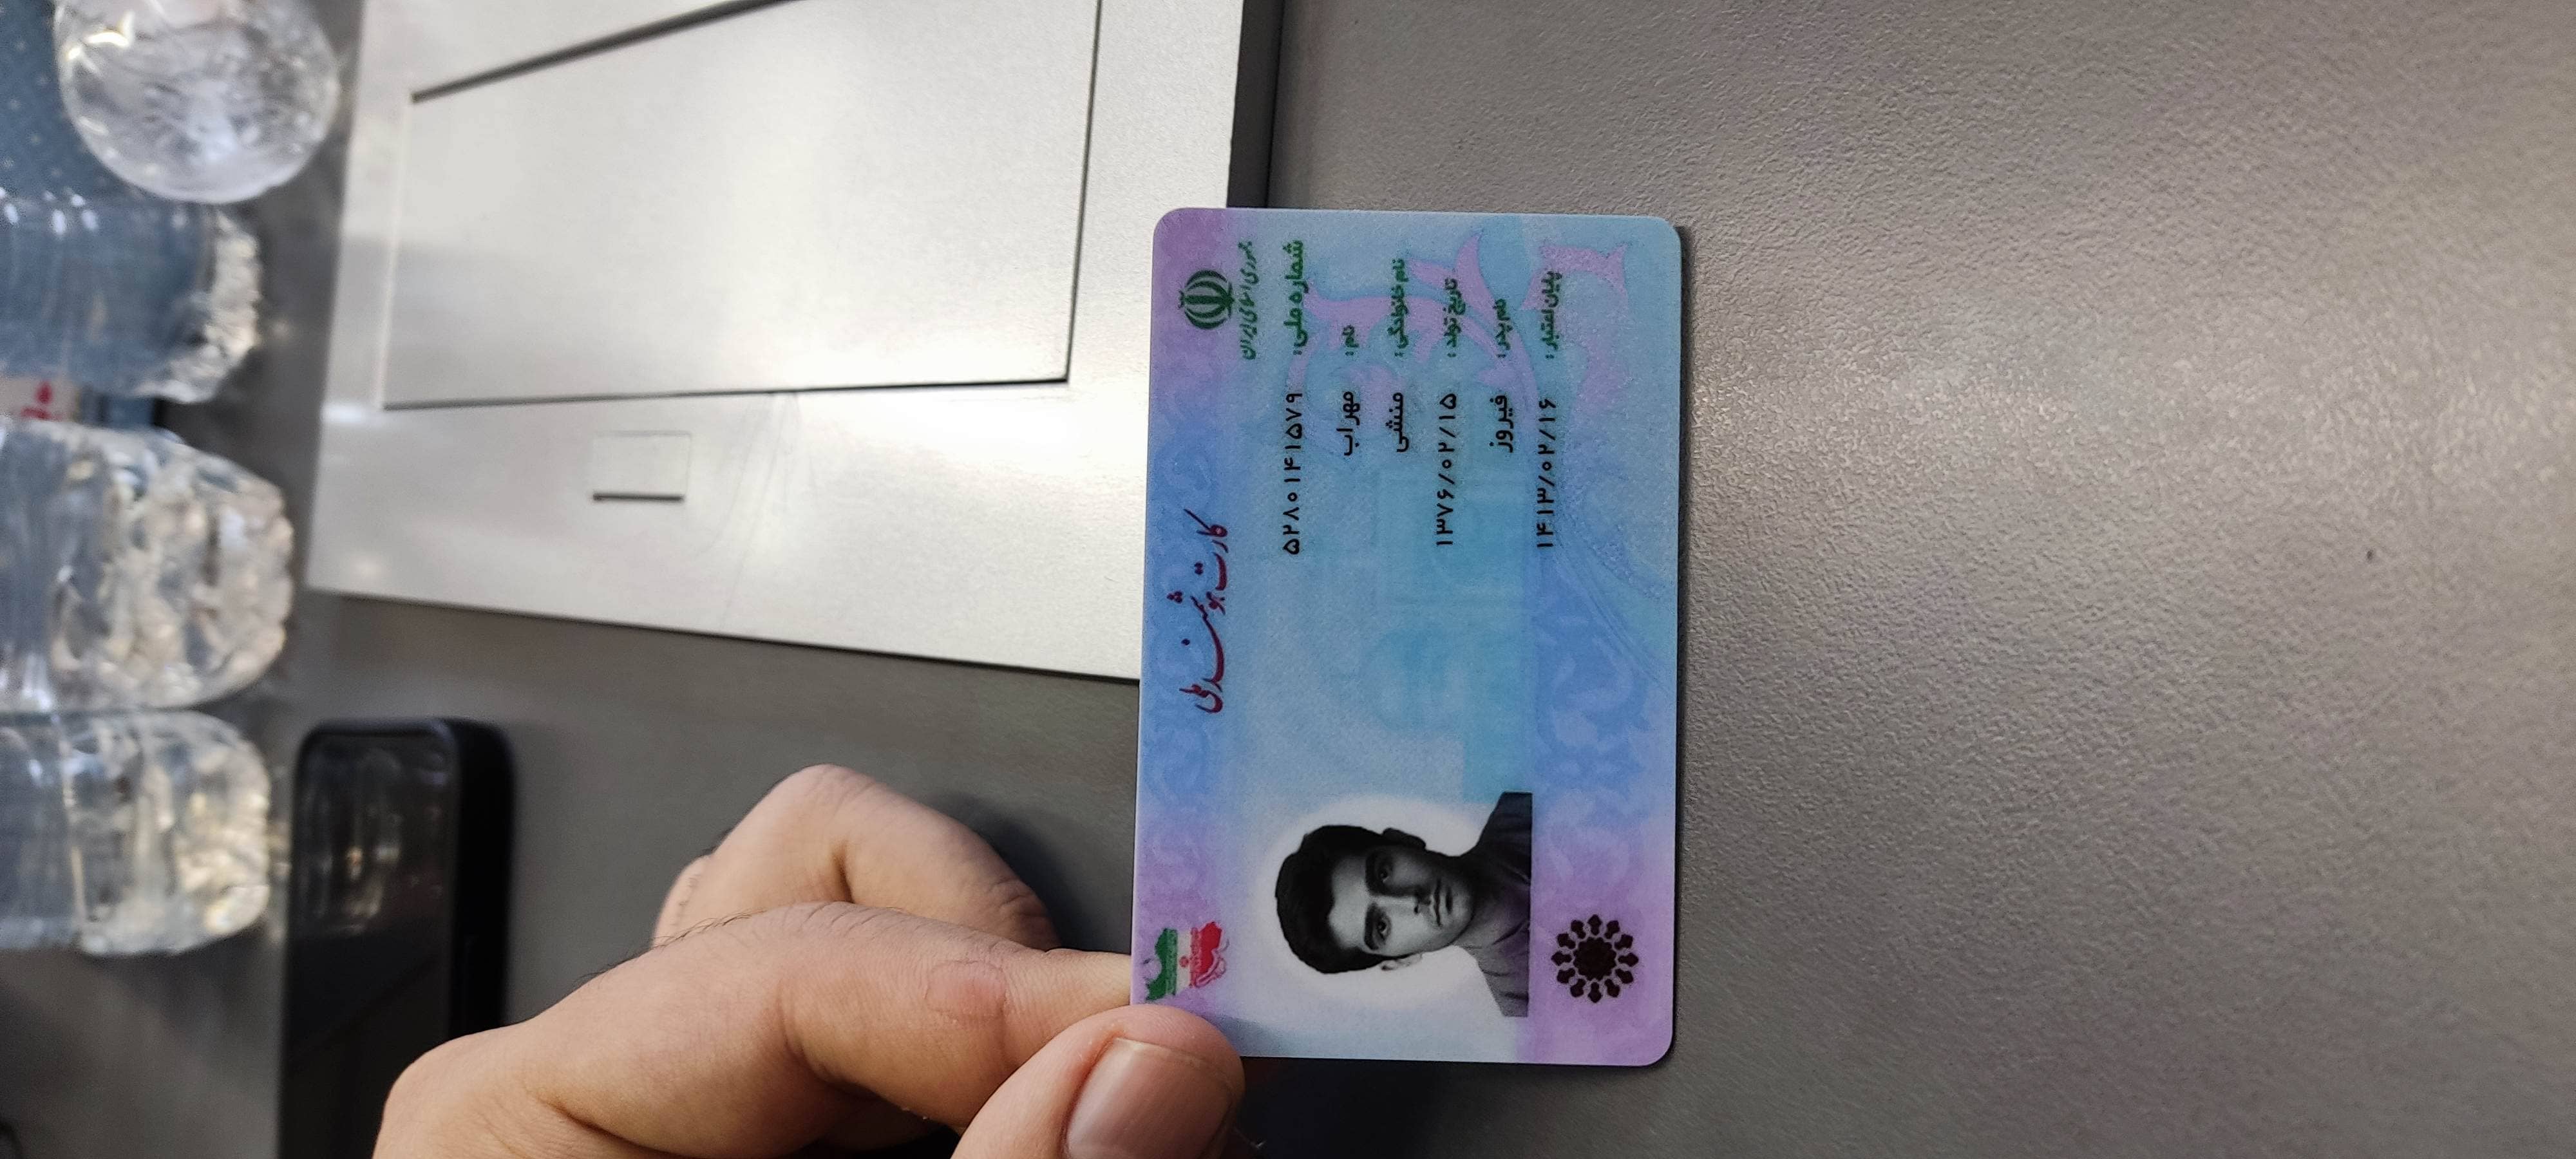 جمهوری اسلامی ایران
کارت هوشمند ملی
شماره ملی: ۵۲۸۰۱۴۱۵۷۹
نام: مهراب
نام خانوادگی: منشی
تاریخ تولد: ۱۳۷۶/۰۲/۱۵
نام پدر: فیروز
پایان اعتبار: ۱۴۱۳/۰۲/۱۶